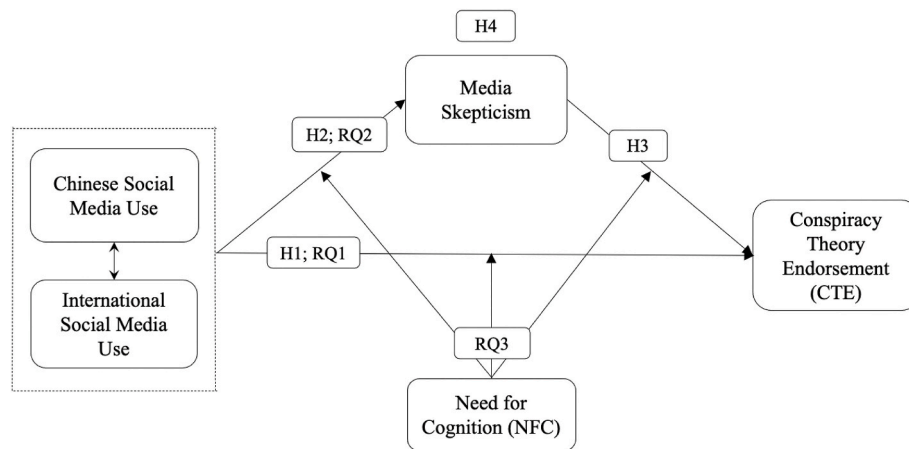 H4
Media
Skepticism
H2; RQ2
H3
Chinese Social
Media Use
H1; RQ1
International
Social Media
Use
Conspiracy
Theory
Endorsement
(CTE)
RQ3
Need for
Cognition (NFC)